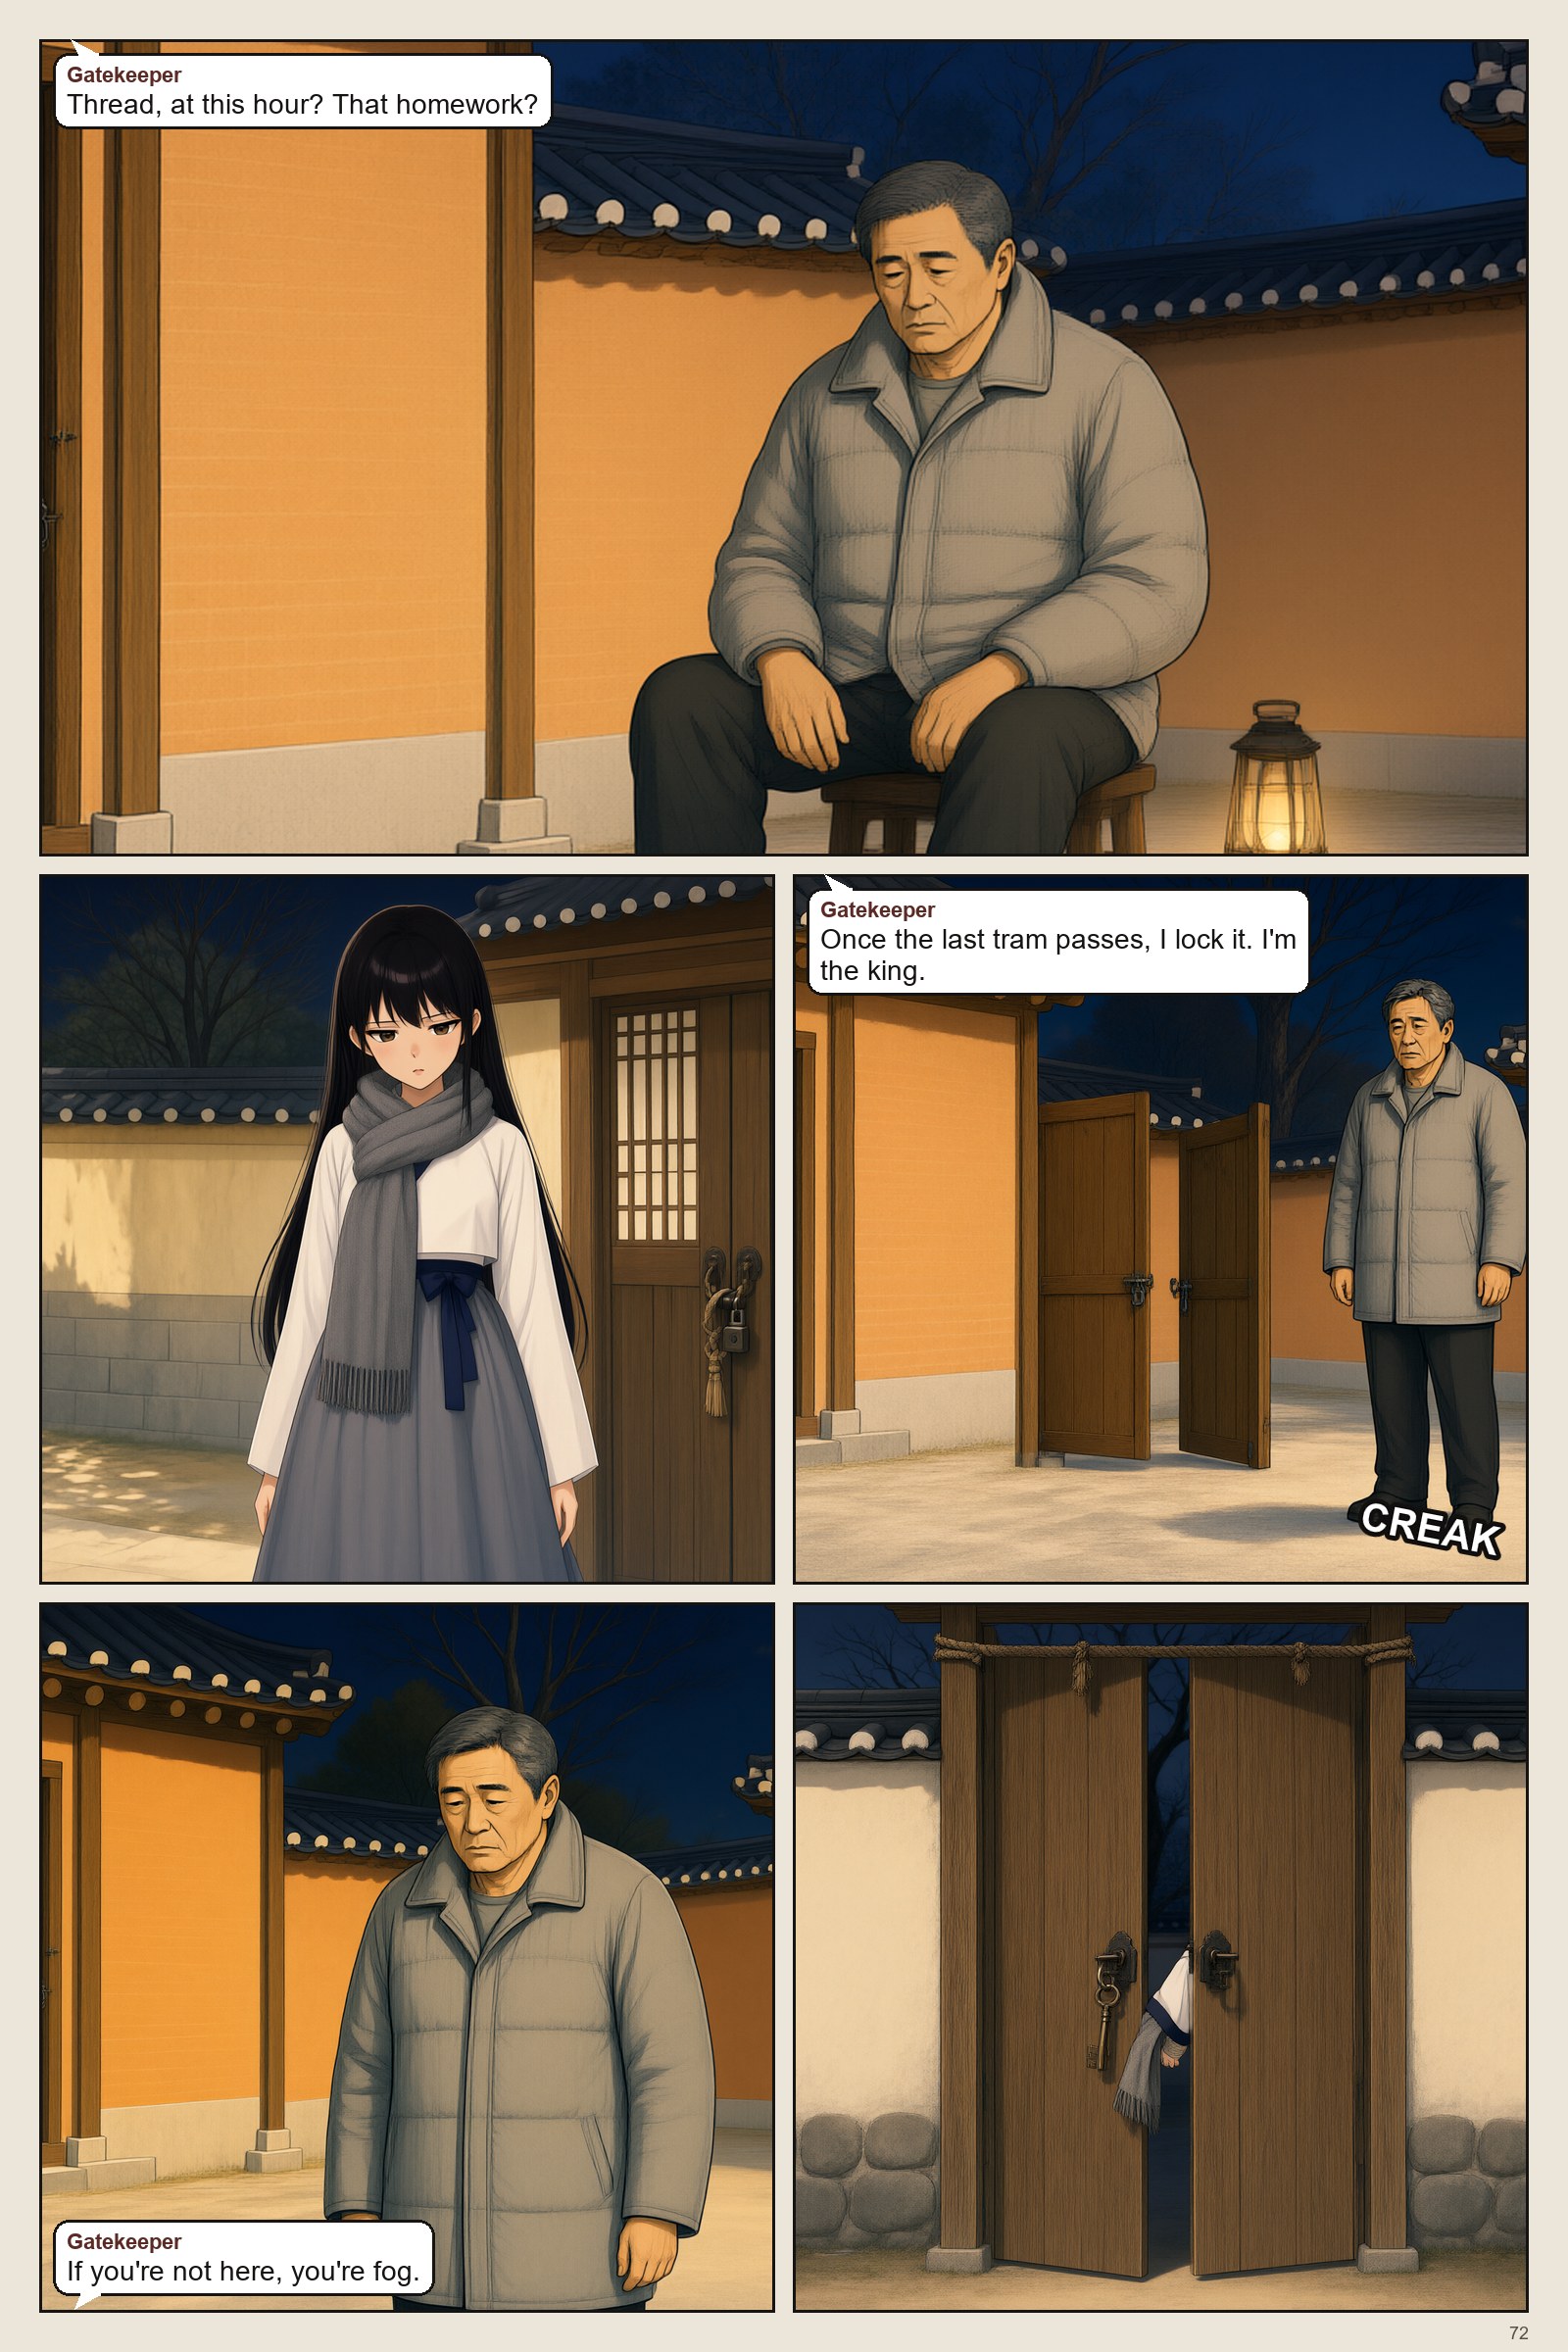 Gatekeeper
Thread, at this hour? That homework?
Gatekeeper
Once the last tram passes, I lock it. I'm
the king.
CREAK
Gatekeeper
If you're not here, you're fog.
72